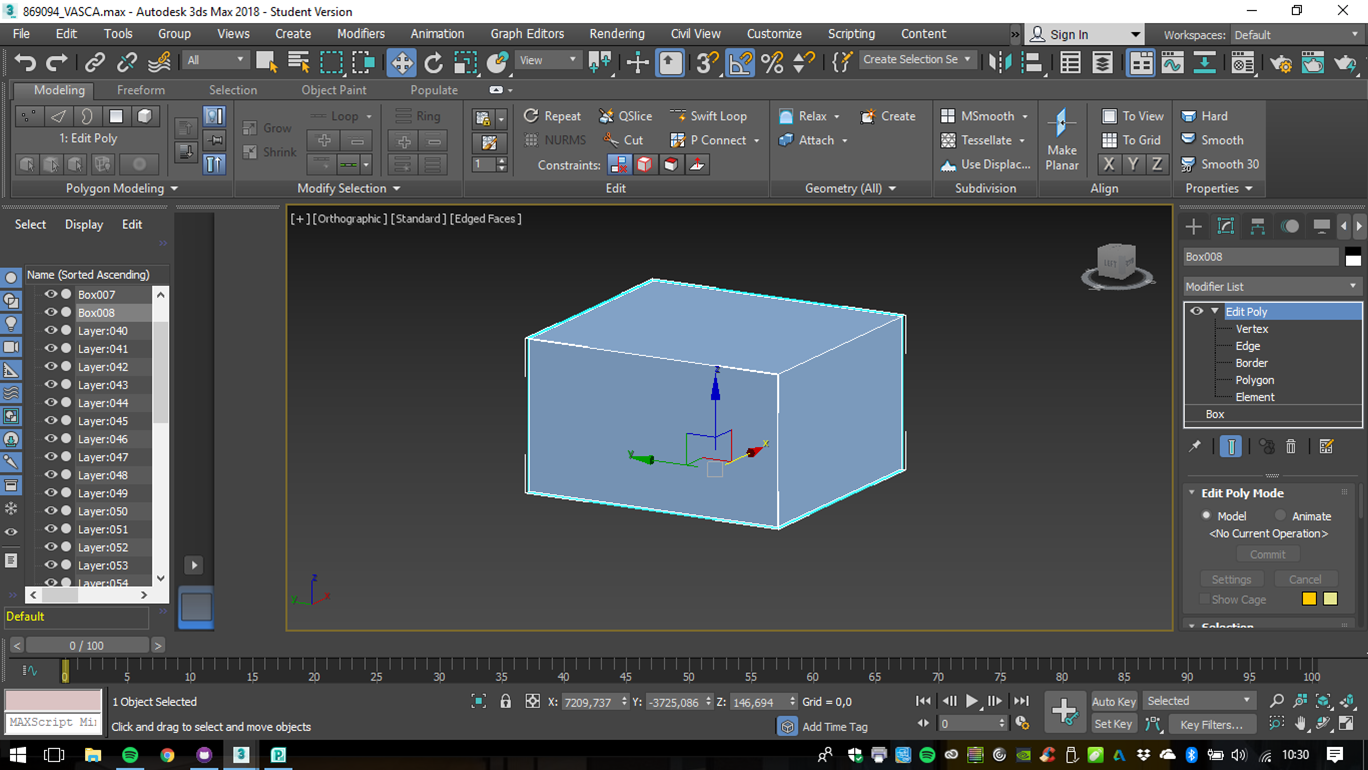 869094_VASCA.max - Autodesk 3ds Max 2018 - Student Version
File Edit Tools Group Views Create Modifiers Animation Graph Editors Rendering Civil View Customize Scripting Content
Sign In
Workspaces: Default
All
View
Create Selection Se
Modeling Freeform Selection Object Paint Populate
1: Edit Poly
Polygon Modeling
Grow
Shrink
Loop
Ring
Modify Selection
1
Repeat QSlice Swift Loop
NURMS Cut P Connect
Constraints:
Edit
Relax Create
Attach
Geometry (All)
MSmooth
Tessellate
Use Displac...
Subdivision
Make
Planar
To View
To Grid
X Y Z
Align
Hard
Smooth
Smooth 30
Properties
Select Display Edit
Name (Sorted Ascending)
Box007
Box008
Layer:040
Layer:041
Layer:042
Layer:043
Layer:044
Layer:045
Layer:046
Layer:047
Layer:048
Layer:049
Layer:050
Layer:051
Layer:052
Layer:053
Layer:054
Default
[+] [Orthographic ] [Standard ] [Edged Faces ]
z
y
x
z
y
x
Box008
Modifier List
Edit Poly
Vertex
Edge
Border
Polygon
Element
Box
Edit Poly Mode
Model Animate
<No Current Operation>
Commit
Settings Cancel
Show Cage
Selection
0 / 100
0 5 10 15 20 25 30 35 40 45 50 55 60 65 70 75 80 85 90 95 100
1 Object Selected
X: 7209,737 Y: -3725,086 Z: 146,694 Grid = 0,0
Auto Key Selected
MAXScript Mi
Click and drag to select and move objects
Add Time Tag
0
Set Key Key Filters...
10:30